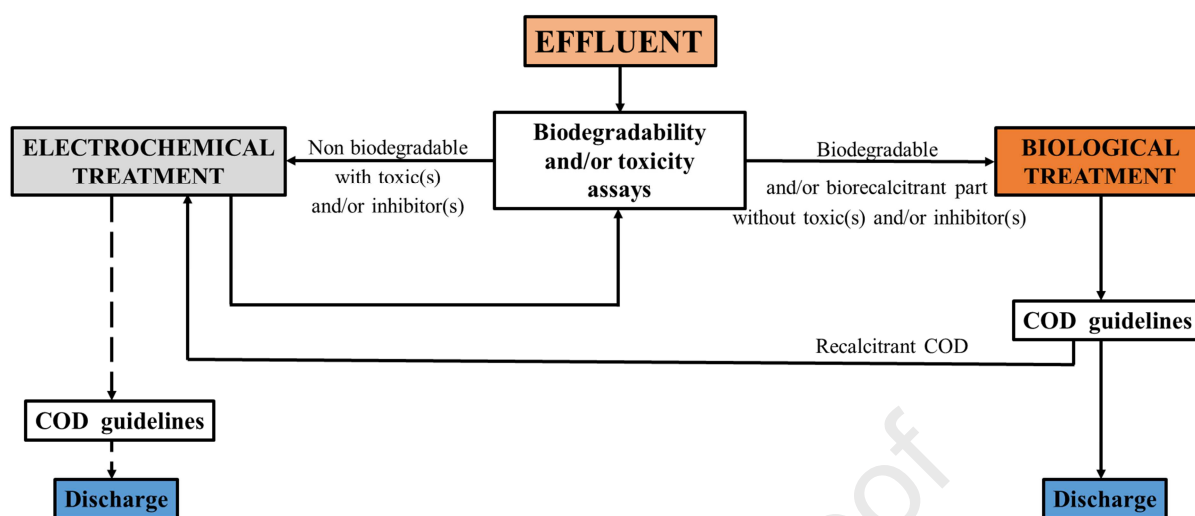 EFFLUENT
Biodegradability
and/or toxicity
assays
ELECTROCHEMICAL
TREATMENT
Non biodegradable
with toxic(s)
and/or inhibitor(s)
Biodegradable
and/or biorecalcitrant part
without toxic(s) and/or inhibitor(s)
BIOLOGICAL
TREATMENT
COD guidelines
Recalcitrant COD
COD guidelines
Discharge
Discharge
of